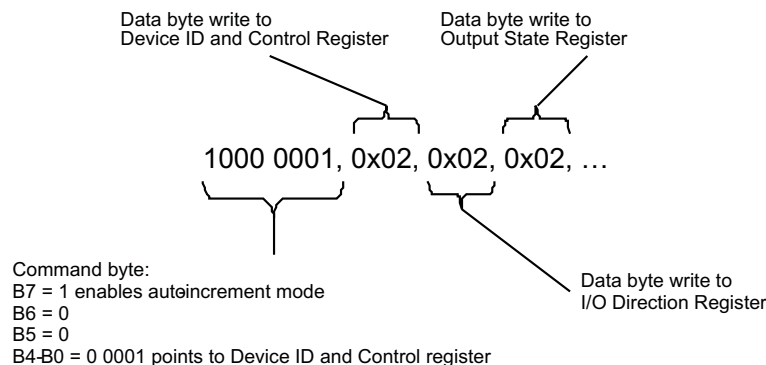 Data byte write to
Device ID and Control Register
Data byte write to
Output State Register
1000 0001, 0x02, 0x02, 0x02, …
Command byte:
B7 = 1 enables auto-increment mode
B6 = 0
B5 = 0
B4-B0 = 0 0001 points to Device ID and Control register
Data byte write to
I/O Direction Register